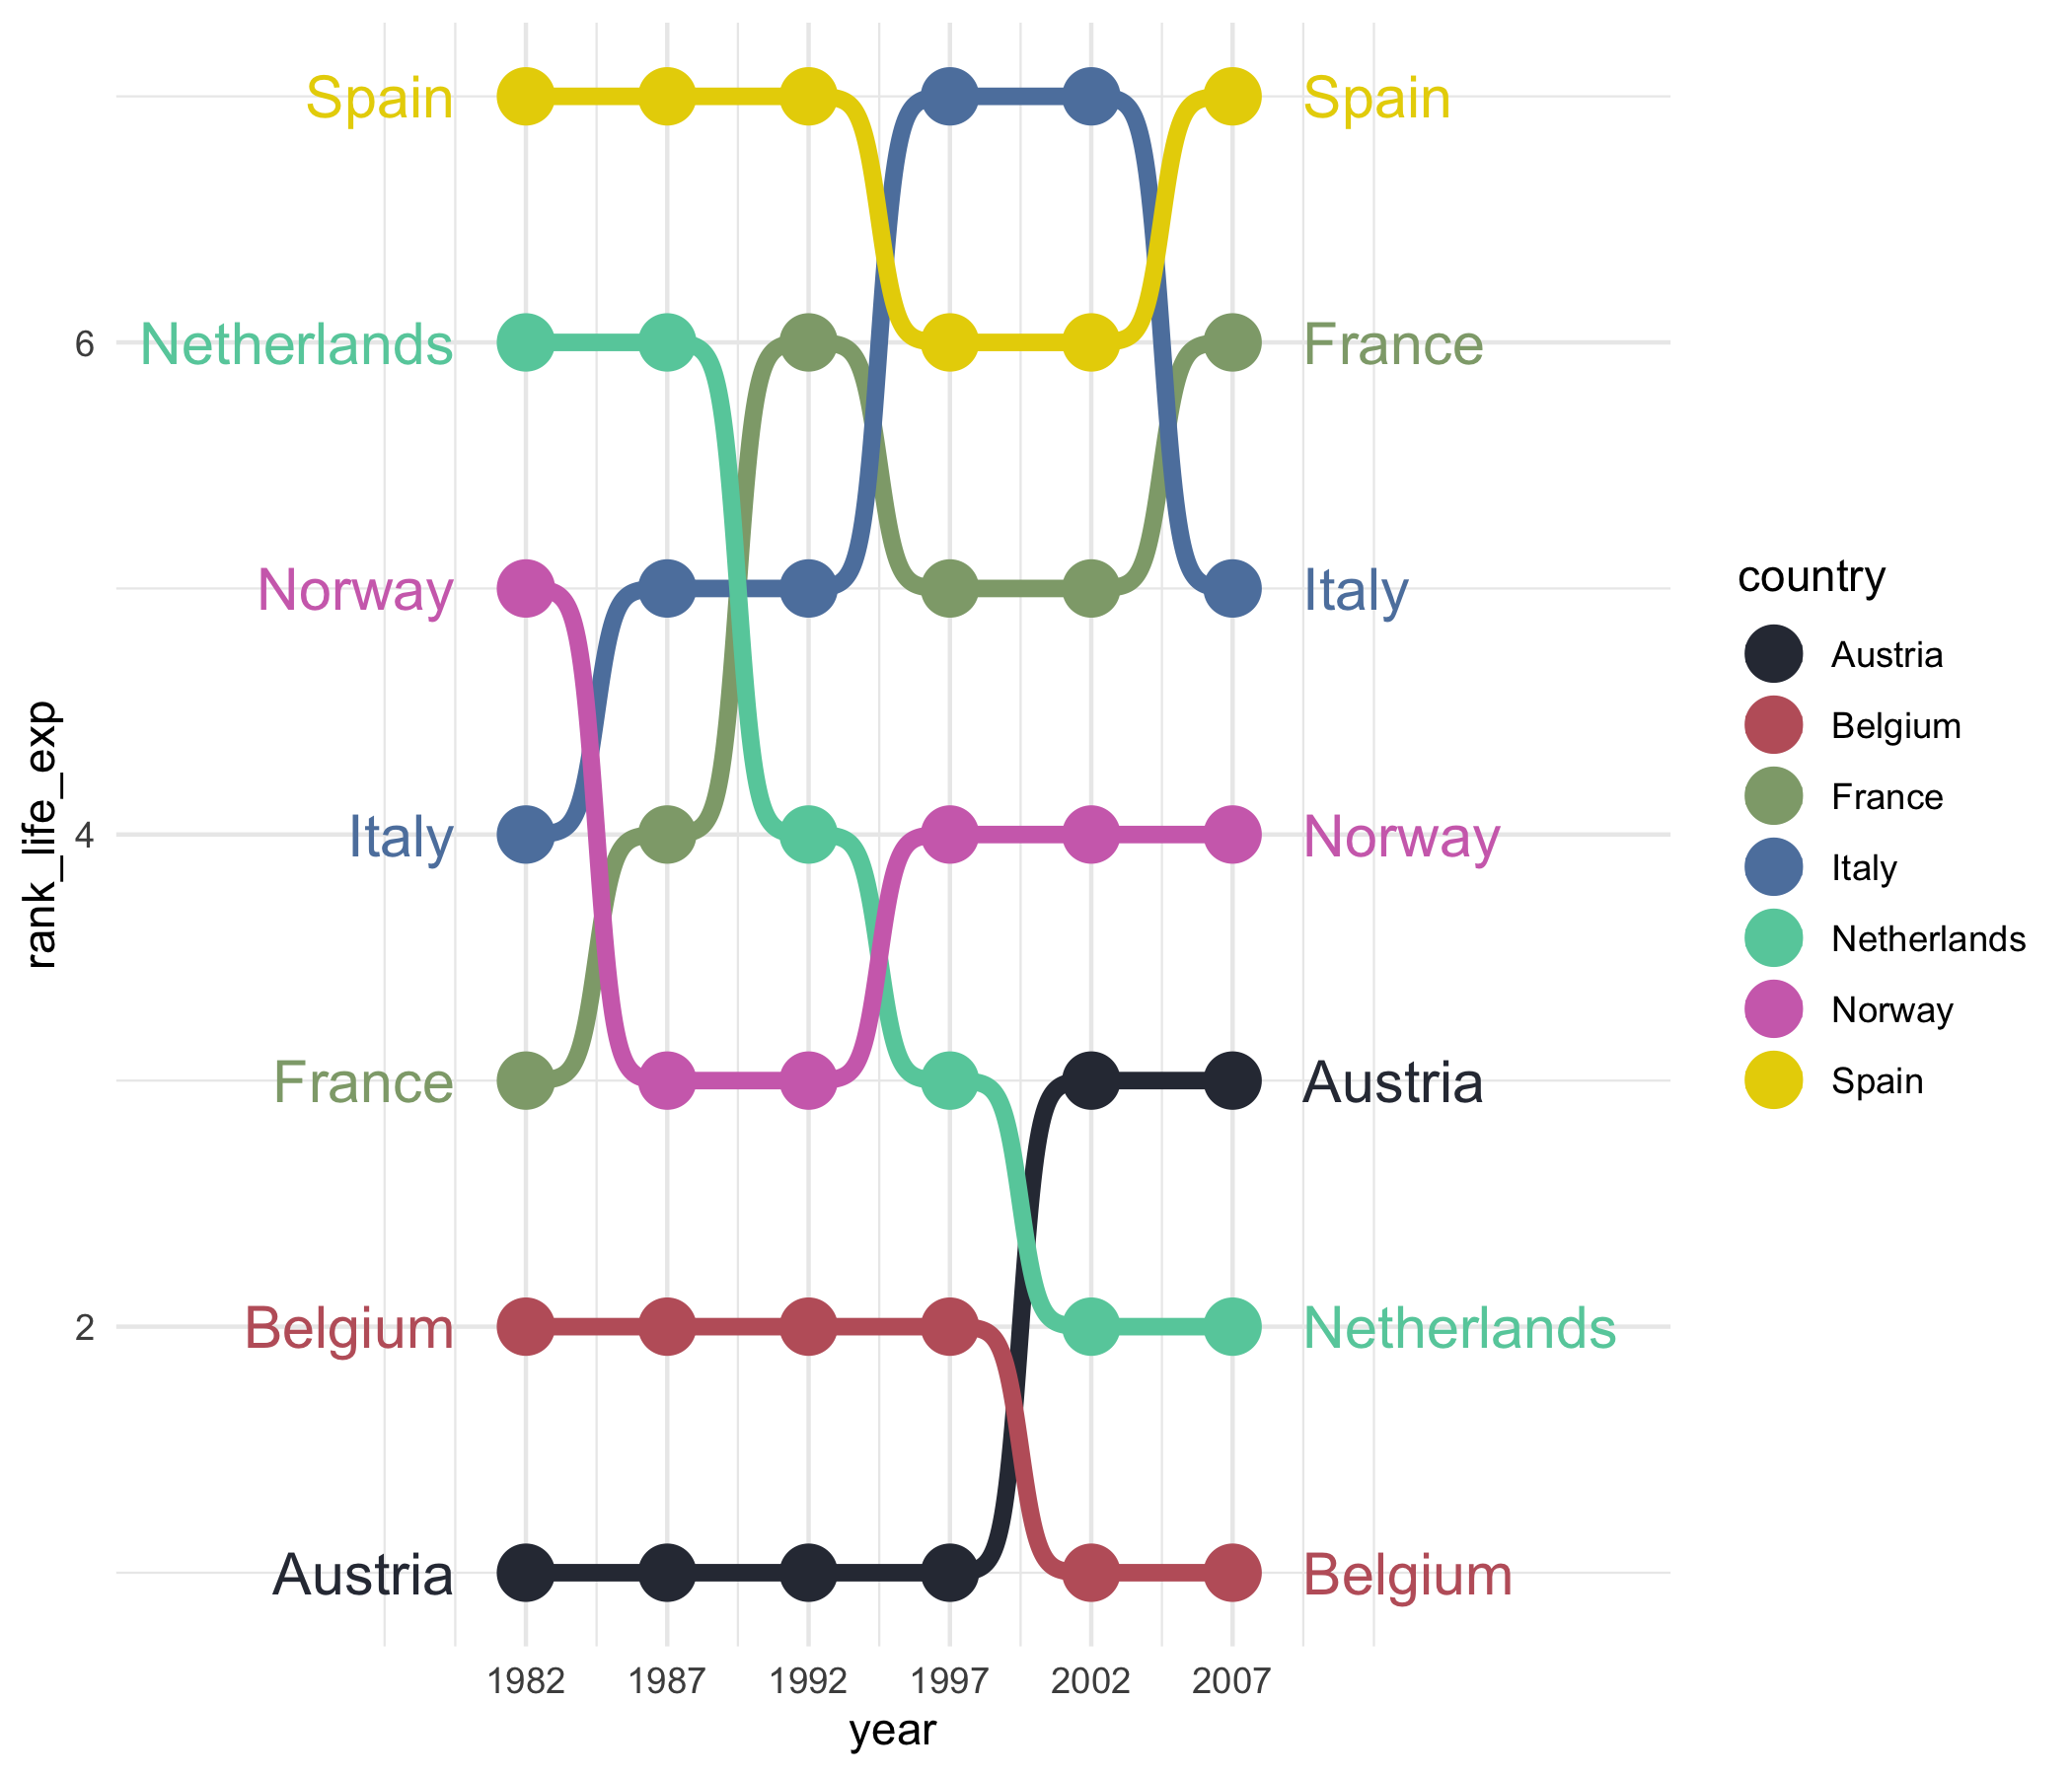 Spain
Spain
6
Netherlands
France
Norway
Italy
country
Austria
Belgium
France
Italy
Netherlands
Norway
Spain
rank_life_exp
4
Italy
Norway
France
Austria
2
Belgium
Netherlands
Austria
Belgium
1982 1987 1992 1997 2002 2007
year